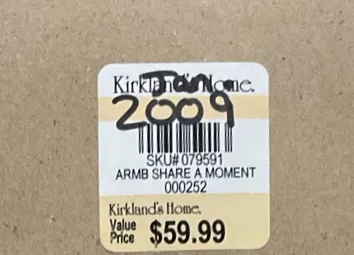 Kirkland's Home.
Jan.
2009
SKU# 079591
ARMB SHARE A MOMENT
000252
Kirkland's Home.
Value
Price $59.99